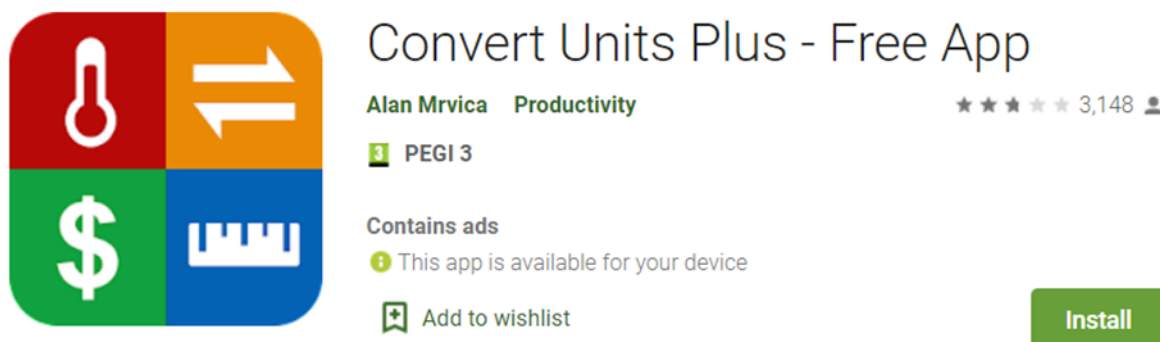 Convert Units Plus - Free App
Alan Mrvica Productivity 3,148
3 PEGI 3
Contains ads
This app is available for your device
Add to wishlist
Install
$